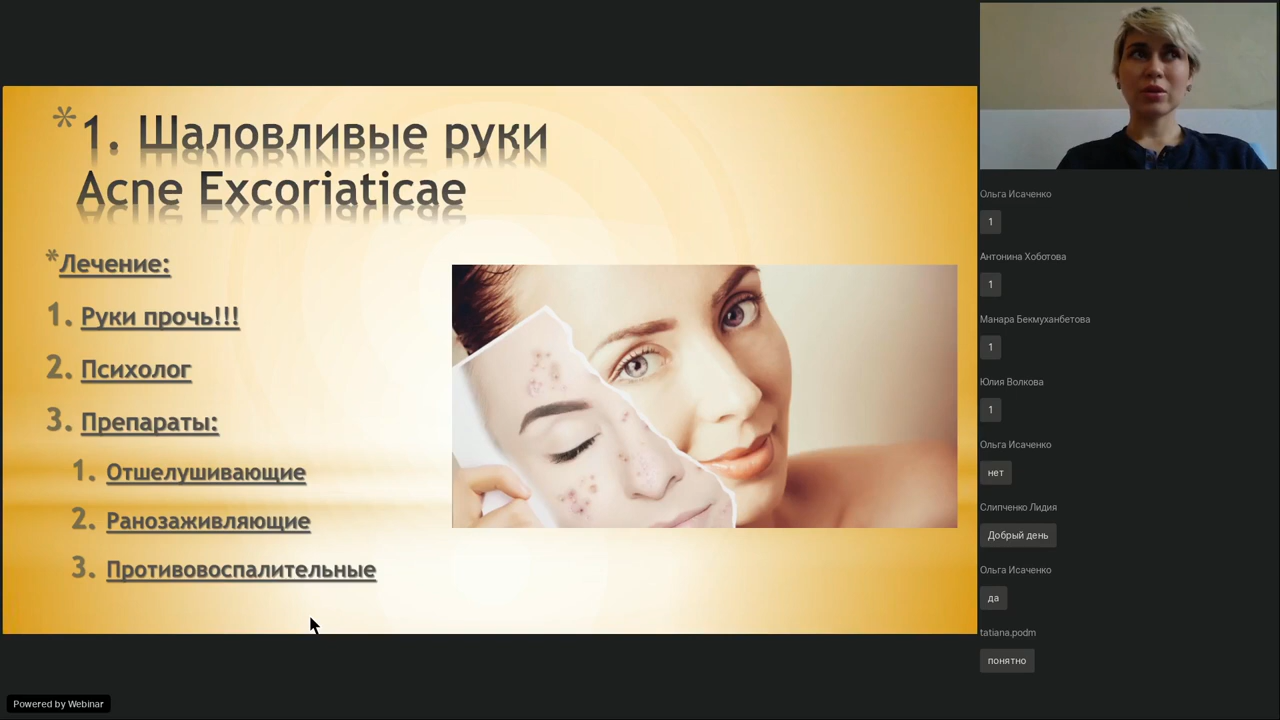 *1. Шаловливые руки
Acne Excoriaticae
*Лечение:
1. Руки прочь!!!
2. Психолог
3. Препараты:
1. Отшелушивающие
2. Ранозаживляющие
3. Противовоспалительные
Ольга Исаченко
1
Антонина Хоботова
1
Манара Бекмуханбетова
1
Юлия Волкова
1
Ольга Исаченко
нет
Слипченко Лидия
Добрый день
Ольга Исаченко
да
tatiana.podm
понятно
Powered by Webinar